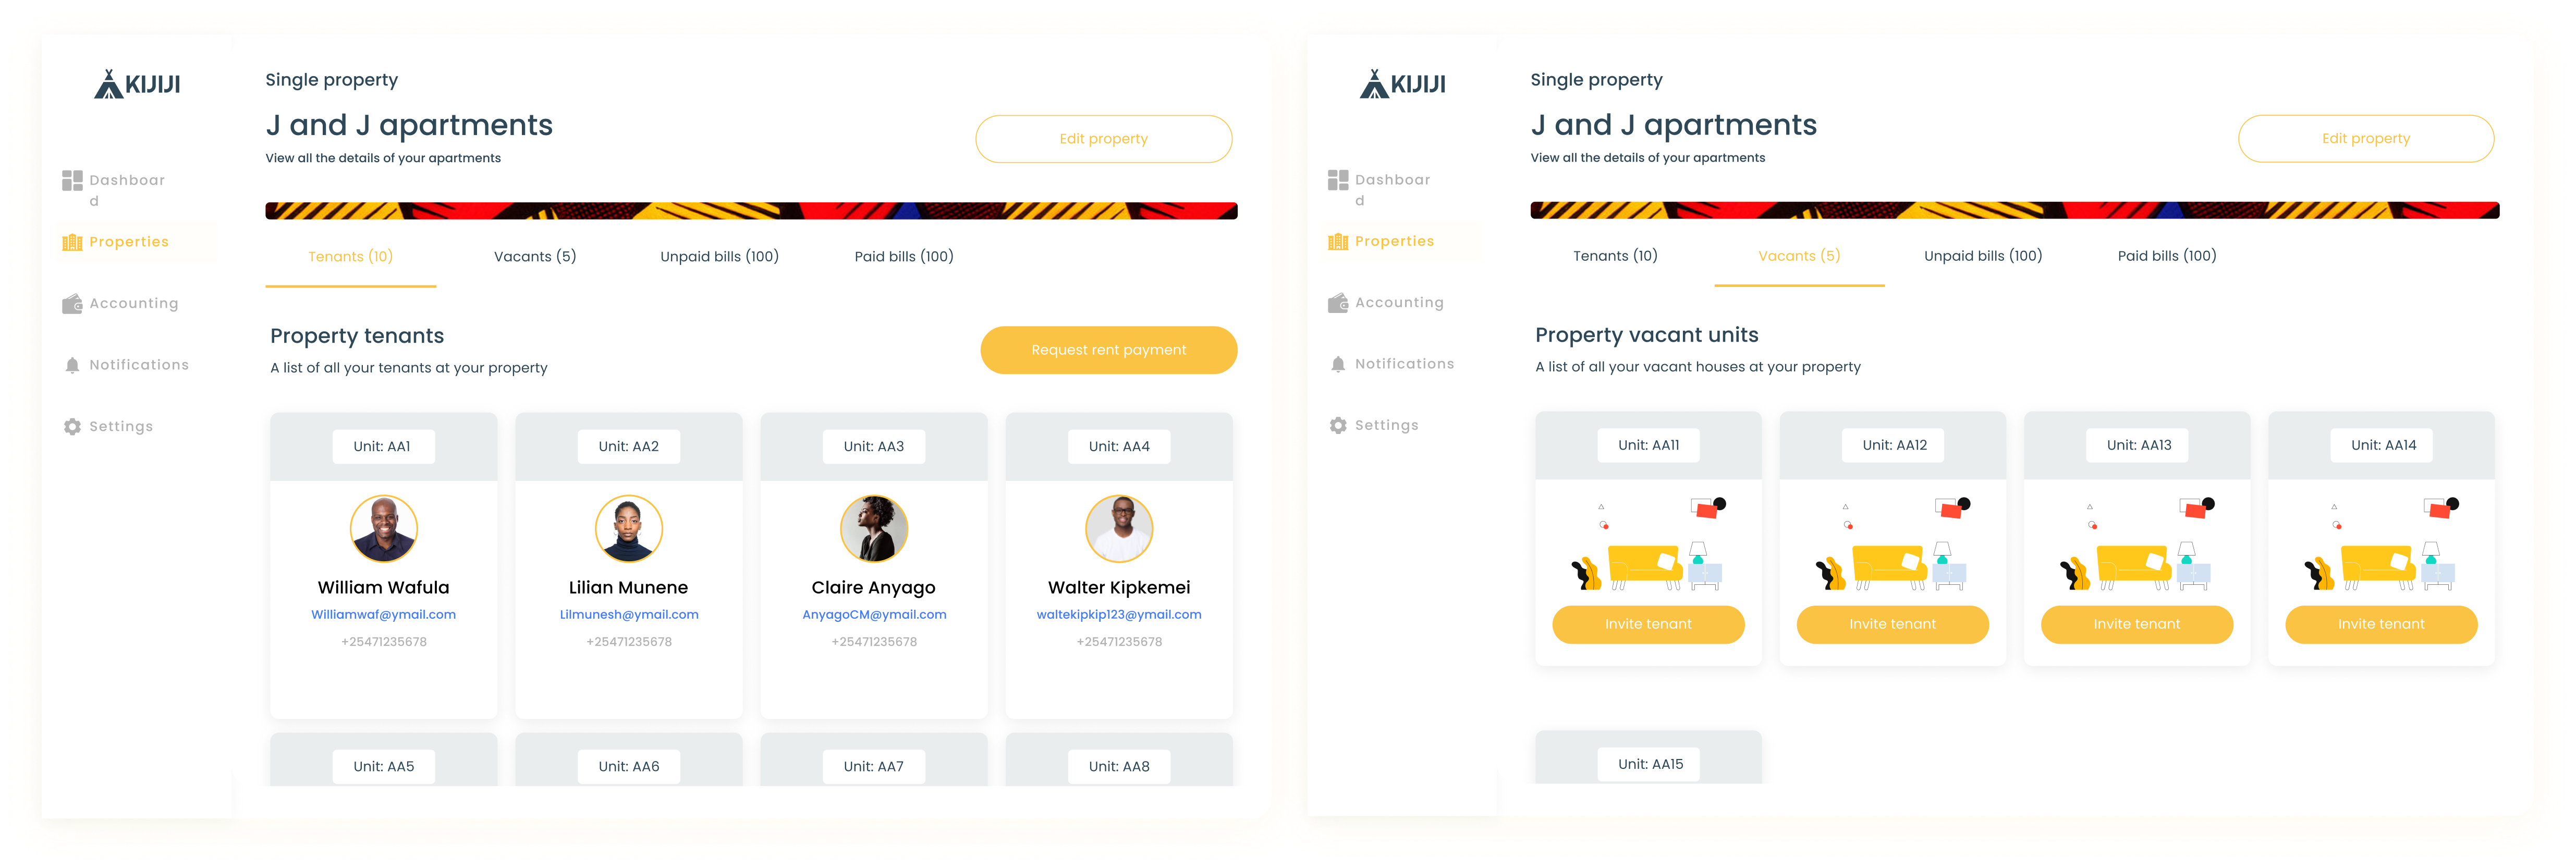 KIJIJI
Dashboar
d
Properties
Accounting
Notifications
Settings
Single property
J and J apartments
View all the details of your apartments
Edit property
Tenants (10)
Vacants (5)
Unpaid bills (100)
Paid bills (100)
Property tenants
A list of all your tenants at your property
Request rent payment
Unit: AA1
William Wafula
Williamwaf@ymail.com
+25471235678
Unit: AA2
Lilian Munene
Lilmunesh@ymail.com
+25471235678
Unit: AA3
Claire Anyago
AnyagoCM@ymail.com
+25471235678
Unit: AA4
Walter Kipkemei
waltekipkip123@ymail.com
+25471235678
Unit: AA5
Unit: AA6
Unit: AA7
Unit: AA8
KIJIJI
Dashboar
d
Properties
Accounting
Notifications
Settings
Single property
J and J apartments
View all the details of your apartments
Edit property
Tenants (10)
Vacants (5)
Unpaid bills (100)
Paid bills (100)
Property vacant units
A list of all your vacant houses at your property
Unit: AA11
Invite tenant
Unit: AA12
Invite tenant
Unit: AA13
Invite tenant
Unit: AA14
Invite tenant
Unit: AA15